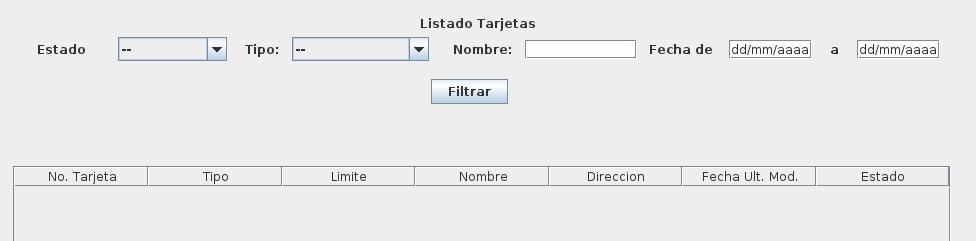 Listado Tarjetas
Estado -- Tipo: -- Nombre: Fecha de dd/mm/aaaa a dd/mm/aaaa
Filtrar
No. Tarjeta Tipo Limite Nombre Direccion Fecha Ult. Mod. Estado